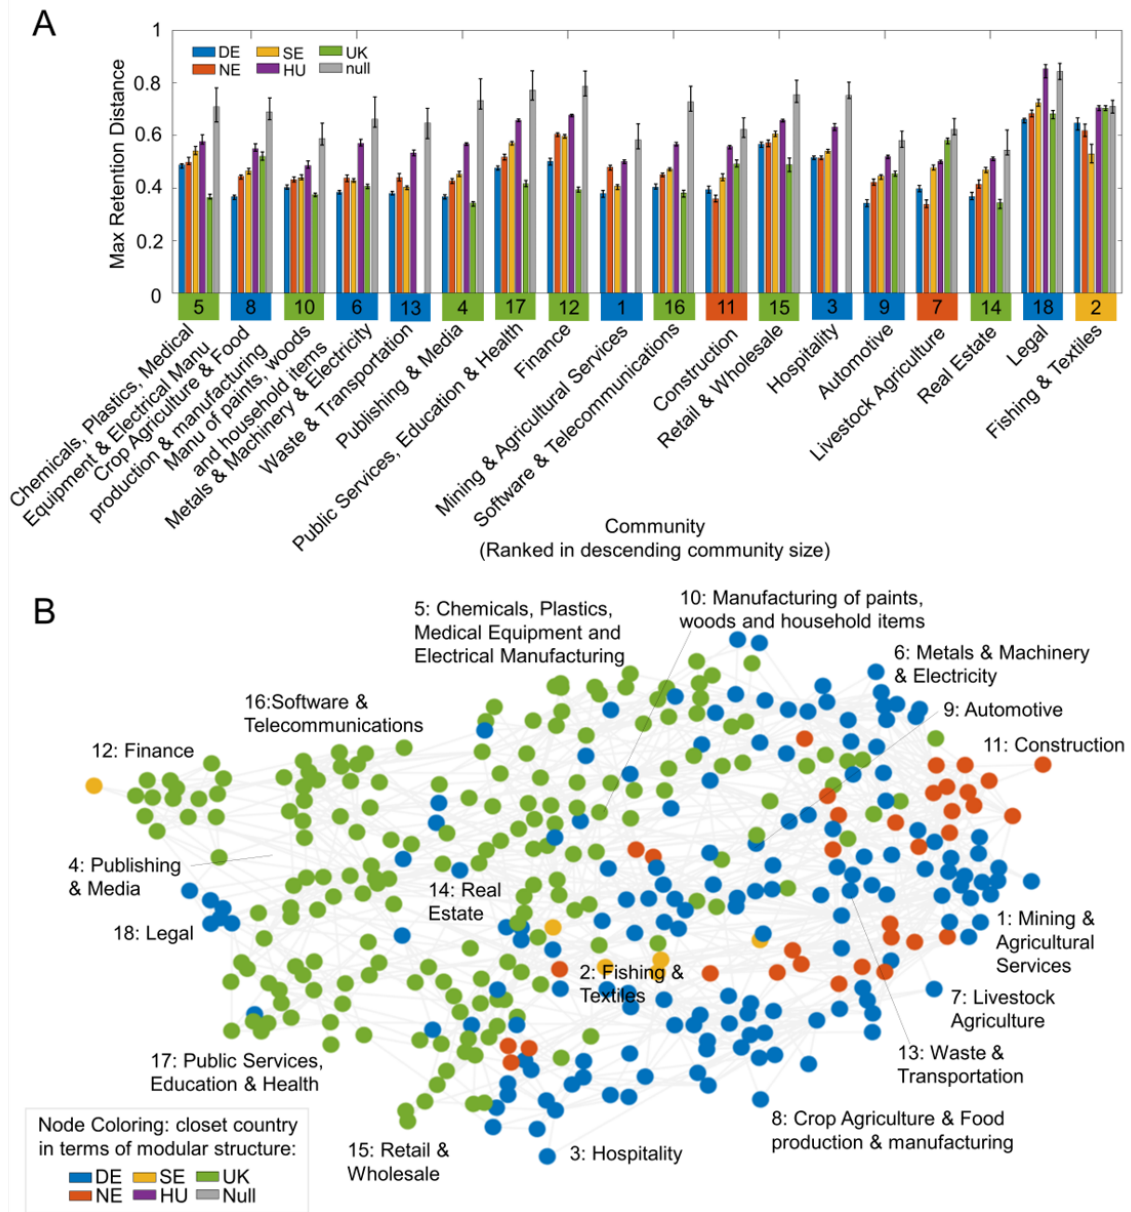 A
Max Retention Distance
1
0.8
0.6
0.4
0.2
0
DE SE UK
NE HU null
5 8 10 6 13 4 17 12 1 16 11 15 3 9 7 14 18 2
Chemicals, Plastics, Medical
Equipment & Electrical Manu
Crop Agriculture & Food
production & manufacturing
Manu of paints, woods
and household items
Metals & Machinery & Electricity
Waste & Transportation
Publishing & Media
Public Services, Education & Health
Finance
Mining & Agricultural Services
Software & Telecommunications
Construction
Retail & Wholesale
Hospitality
Automotive
Livestock Agriculture
Real Estate
Legal
Fishing & Textiles
Community
(Ranked in descending community size)
B
5: Chemicals, Plastics,
Medical Equipment and
Electrical Manufacturing
10: Manufacturing of paints,
woods and household items
6: Metals & Machinery
& Electricity
16:Software &
Telecommunications
9: Automotive
12: Finance
11: Construction
4: Publishing
& Media
14: Real
Estate
18: Legal
1: Mining &
Agricultural
Services
2: Fishing &
Textiles
7: Livestock
Agriculture
17: Public Services,
Education & Health
13: Waste &
Transportation
8: Crop Agriculture & Food
production & manufacturing
15: Retail &
Wholesale
3: Hospitality
Node Coloring: closet country
in terms of modular structure:
DE SE UK
NE HU Null